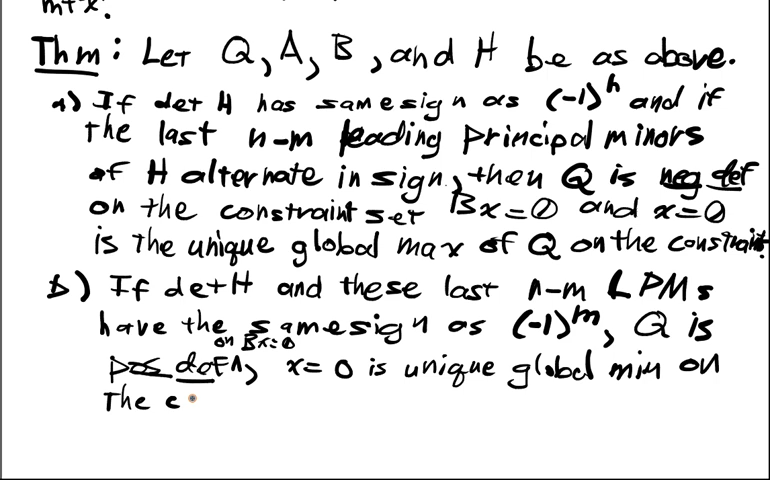 m+x.
Thm: Let Q, A, B, and H be as above.
a) If det H has same sign as (-1)^n and if
the last n-m leading principal minors
of H alternate in sign, then Q is neg def
on the constraint set Bx=0 and x=0
is the unique global max of Q on the constraint.
b) If det H and these last n-m LPMs
have the same sign as (-1)^m, Q is
on Bx=0
pos def^, x=0 is unique global min on
The c